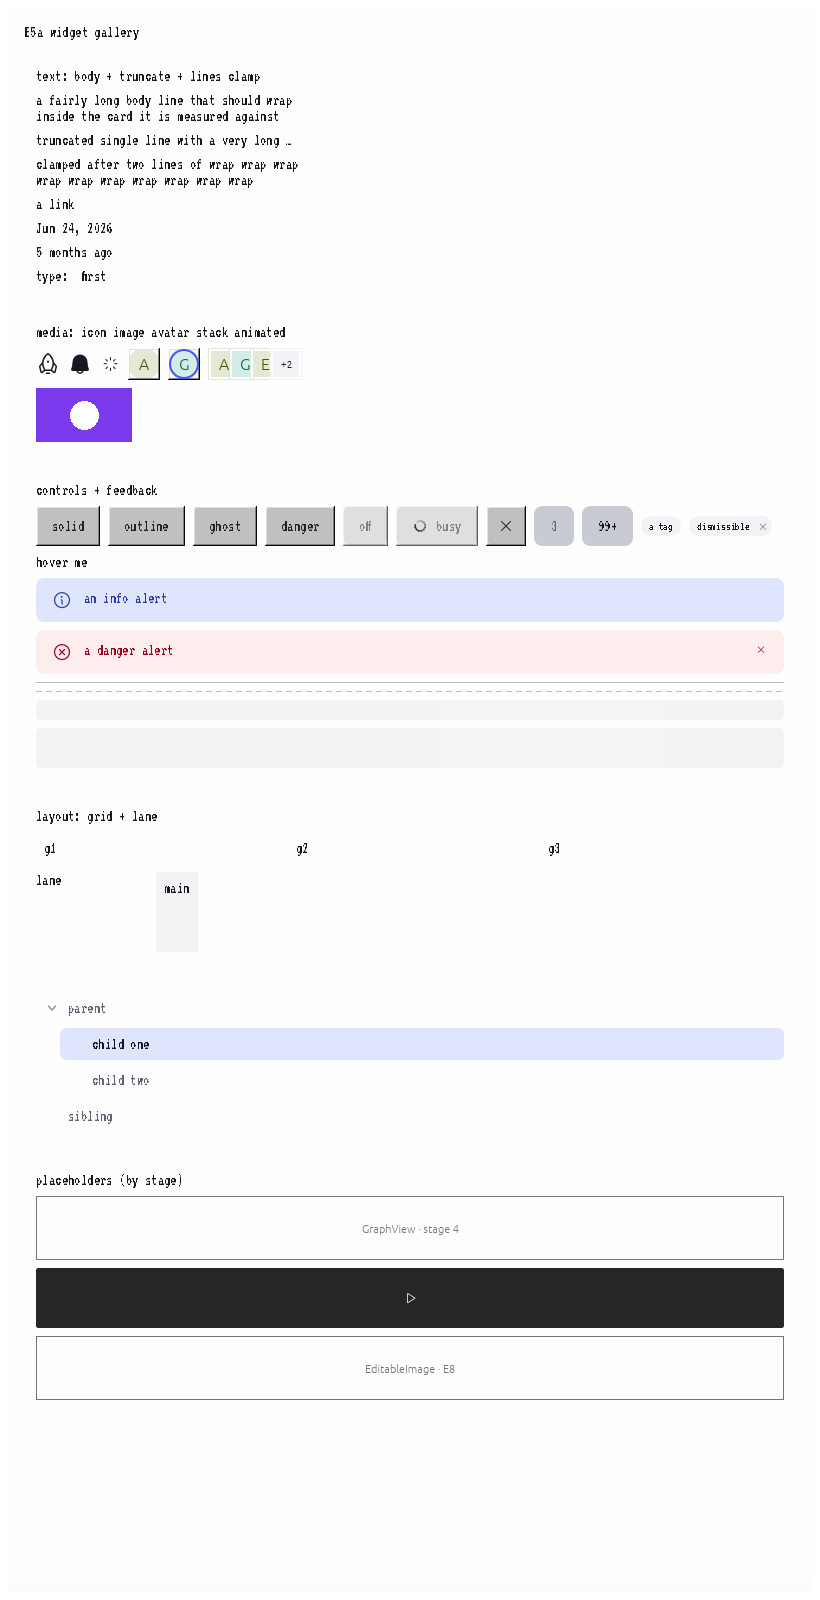 E5a widget gallery
text: body + truncate + lines clamp
a fairly long body line that should wrap
inside the card it is measured against
truncated single line with a very long …
clamped after two lines of wrap wrap wrap
wrap wrap wrap wrap wrap wrap wrap
a link
Jun 24, 2026
5 months ago
type: first
media: icon image avatar stack animated
A G A G E +2
controls + feedback
solid outline ghost danger off busy 3 99+ a tag dismissible
hover me
an info alert
a danger alert
layout: grid + lane
g1 g2 g3
lane main
parent
child one
child two
sibling
placeholders (by stage)
GraphView · stage 4
EditableImage · E8